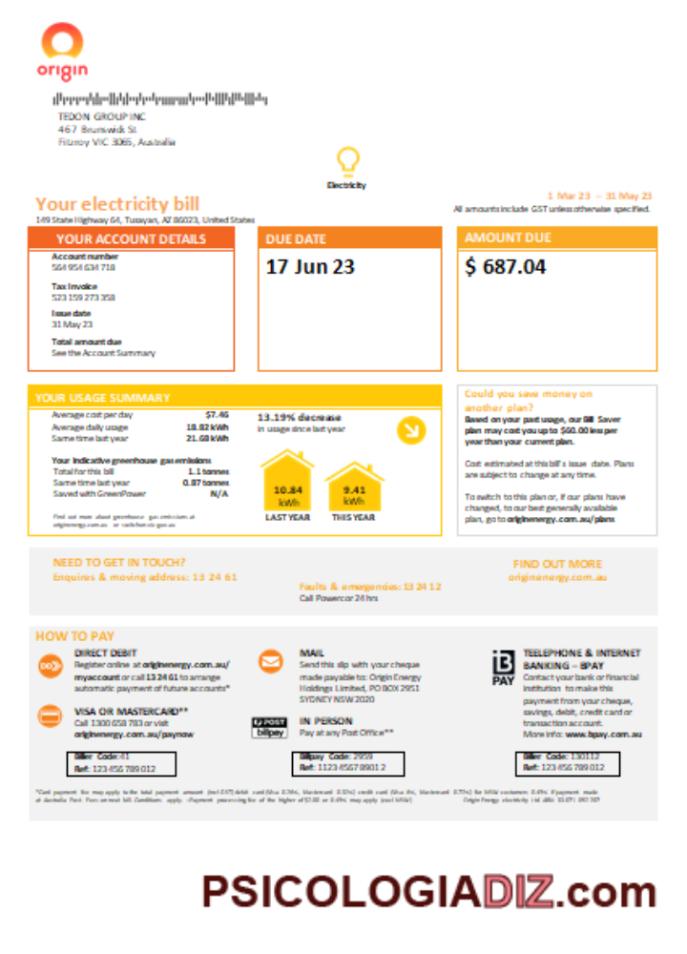 origin
TEDON GROUP INC
467 Brunswick St
Fitzroy VIC 3065, Australia
Electricity
Your electricity bill
1 Mar 23 – 31 May 23
149 State Highway 64, Tusayan, AZ 86023, United States
All amounts include GST unless otherwise specified.
YOUR ACCOUNT DETAILS
Account number
564 954 634 718
Tax Invoice
523 159 273 358
Issue date
31 May 23
Total amount due
See the Account Summary
DUE DATE
17 Jun 23
AMOUNT DUE
$ 687.04
YOUR USAGE SUMMARY
Average cost per day $7.46
Average daily usage 18.82 kWh
Same time last year 21.68 kWh
Your indicative greenhouse gas emissions
Total for this bill 1.1 tonnes
Same time last year 0.87 tonnes
Saved with GreenPower N/A
Find out more about greenhouse gas emissions at
originenergy.com.au or
13.19% decrease
in usage since last year
10.84
kWh
LAST YEAR
9.41
kWh
THIS YEAR
Could you save money on
another plan?
Based on your past usage, our Bill Saver
plan may cost you up to $60.00 less per
year than your current plan.
Cost estimated at this bill's issue date. Plans
are subject to change at any time.
To switch to this plan or, if our plans have
changed, to our best generally available
plan, go to originenergy.com.au/plans
NEED TO GET IN TOUCH?
Enquires & moving address: 13 24 61
Faults & emergencies: 13 24 12
Call Powercor 24 hrs
FIND OUT MORE
originenergy.com.au
HOW TO PAY
DIRECT DEBIT
Register online at originenergy.com.au/
myaccount or call 13 24 61 to arrange
automatic payment of future accounts*
VISA OR MASTERCARD**
Call 1300 658 783 or visit
originenergy.com.au/paynow
Biller Code: 41
Ref: 123 456 789 012
MAIL
Send this slip with your cheque
made payable to: Origin Energy
Holdings Limited, PO BOX 2951
SYDNEY NSW 2020
POST
billpay
IN PERSON
Pay at any Post Office**
Billpay Code: 2959
Ref: 1123 4567 8901 2
B
PAY
TEELEPHONE & INTERNET
BANKING – BPAY
Contact your bank or financial
institution to make this
payment from your cheque,
savings, debit, credit card or
transaction account.
More info: www.bpay.com.au
Biller Code: 130112
Ref: 123 456 789 012
PSICOLOGIADIZ.com